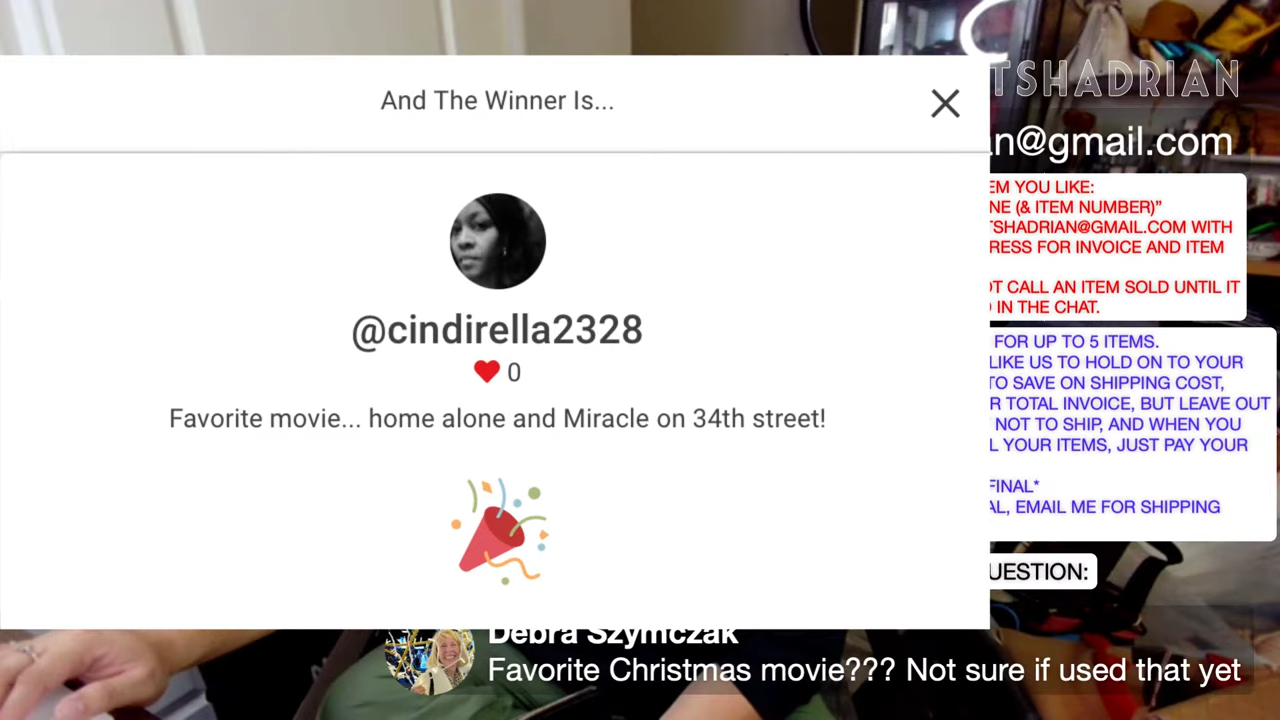 And The Winner Is...
@cindirella2328
0
Favorite movie... home alone and Miracle on 34th street!
TSHADRIAN
an@gmail.com
EM YOU LIKE:
NE (& ITEM NUMBER)”
TSHADRIAN@GMAIL.COM WITH
RESS FOR INVOICE AND ITEM
OT CALL AN ITEM SOLD UNTIL IT
IN THE CHAT.
FOR UP TO 5 ITEMS.
LIKE US TO HOLD ON TO YOUR
TO SAVE ON SHIPPING COST,
R TOTAL INVOICE, BUT LEAVE OUT
NOT TO SHIP, AND WHEN YOU
L YOUR ITEMS, JUST PAY YOUR
FINAL*
AL, EMAIL ME FOR SHIPPING
UESTION:
Debra Szymczak
Favorite Christmas movie??? Not sure if used that yet